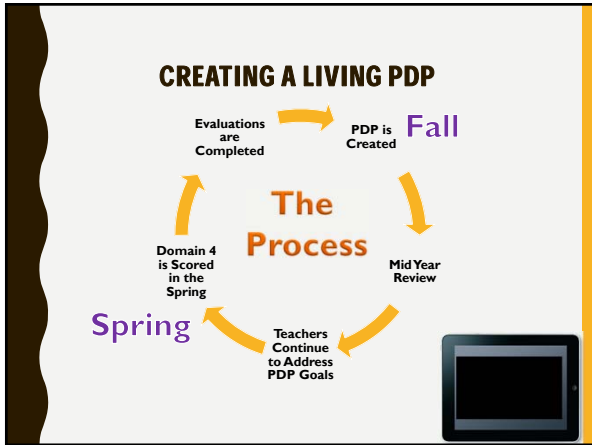 CREATING A LIVING PDP
Evaluations
are
Completed
PDP is
Created
Fall
The
Process
Mid Year
Review
Domain 4
is Scored
in the
Spring
Spring
Teachers
Continue
to Address
PDP Goals